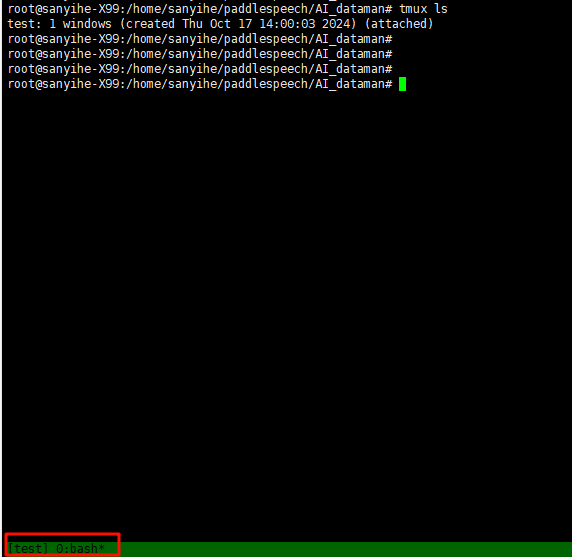 root@sanyihe-X99:/home/sanyihe/paddlespeech/AI_dataman# tmux ls
test: 1 windows (created Thu Oct 17 14:00:03 2024) (attached)
root@sanyihe-X99:/home/sanyihe/paddlespeech/AI_dataman#
root@sanyihe-X99:/home/sanyihe/paddlespeech/AI_dataman#
root@sanyihe-X99:/home/sanyihe/paddlespeech/AI_dataman#
root@sanyihe-X99:/home/sanyihe/paddlespeech/AI_dataman#
[test] 0:bash*